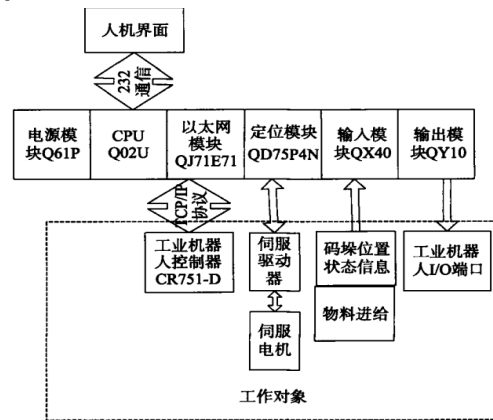 人机界面
232
通信
电源模
块Q61P
CPU
Q02U
以太网
模块
QJ71E71
定位模块
QD75P4N
输入模
块QX40
输出模
块QY10
TCP/IP
协议
工业机器
人控制器
CR751-D
伺服
驱动
器
码垛位置
状态信息
工业机器
人I/O端口
物料进给
伺服
电机
工作对象